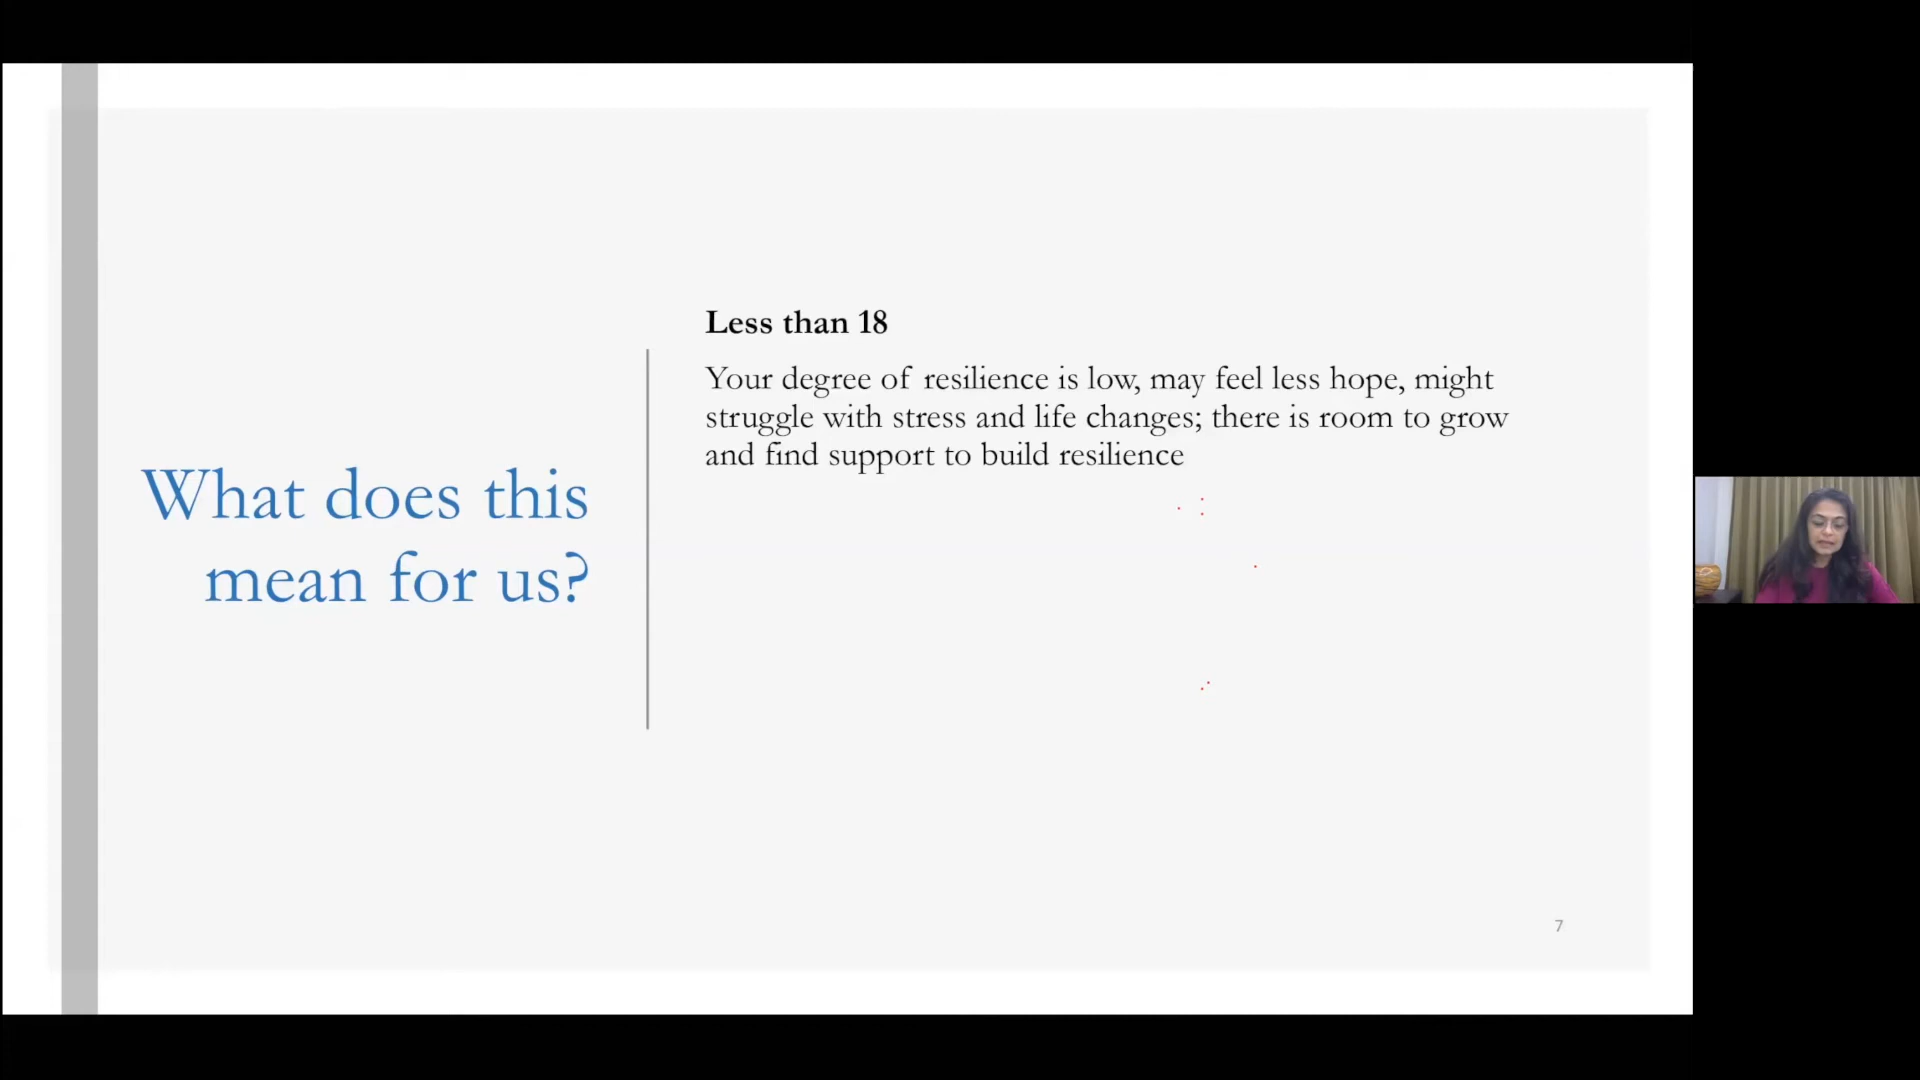 What does this
mean for us?
Less than 18
Your degree of resilience is low, may feel less hope, might
struggle with stress and life changes; there is room to grow
and find support to build resilience
7